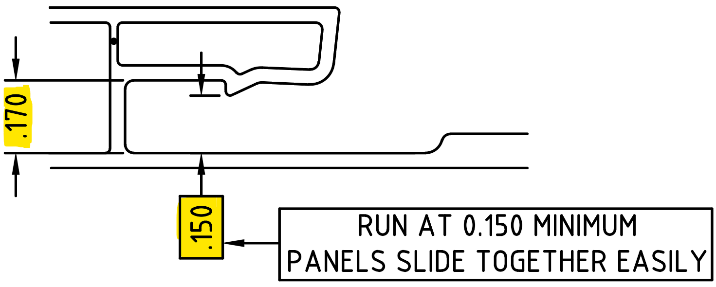 .170
.150
RUN AT 0.150 MINIMUM
PANELS SLIDE TOGETHER EASILY